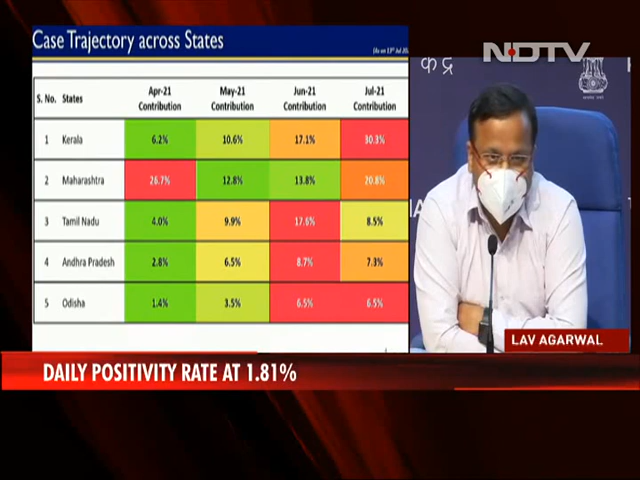 Case Trajectory across States
NDTV
केंद्र
S. No.
States
Apr-21
Contribution
May-21
Contribution
Jun-21
Contribution
Jul-21
Contribution
1 Kerala 6.2% 10.6% 17.1% 30.3%
2 Maharashtra 26.7% 12.8% 13.8% 20.8%
3 Tamil Nadu 4.0% 9.9% 17.6% 8.5%
4 Andhra Pradesh 2.8% 6.5% 8.7% 7.3%
5 Odisha 1.4% 3.5% 6.5% 6.5%
LAV AGARWAL
DAILY POSITIVITY RATE AT 1.81%